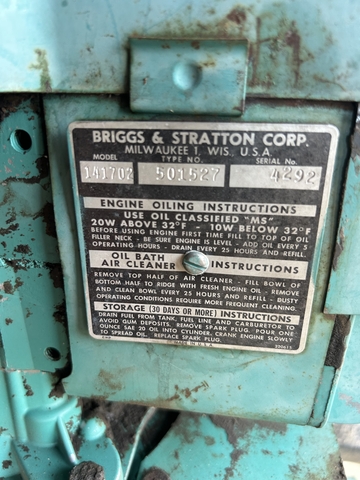 BRIGGS & STRATTON CORP.
MILWAUKEE 1, WIS., U.S.A.
MODEL TYPE NO. SERIAL No.
141702 501527 4292
ENGINE OILING INSTRUCTIONS
USE OIL CLASSIFIED "MS"
20W ABOVE 32°F - 10W BELOW 32°F
BEFORE USING ENGINE FIRST TIME FILL TO TOP OF OIL
FILLER NECK - BE SURE ENGINE IS LEVEL - ADD OIL EVERY 5
OPERATING HOURS - DRAIN EVERY 25 HOURS AND REFILL.
OIL BATH
AIR CLEANER INSTRUCTIONS
REMOVE TOP HALF OF AIR CLEANER - FILL BOWL OF
BOTTOM HALF TO RIDGE WITH FRESH ENGINE OIL - REMOVE
AND CLEAN BOWL EVERY 25 HOURS AND REFILL - DUSTY
OPERATING CONDITIONS REQUIRE MORE FREQUENT CLEANING.
STORAGE (30 DAYS OR MORE) INSTRUCTIONS
DRAIN FUEL FROM TANK, FUEL LINE AND CARBURETOR TO
AVOID GUM DEPOSITS. REMOVE SPARK PLUG. POUR ONE
OUNCE SAE 20 OIL INTO CYLINDER. CRANK ENGINE SLOWLY
TO SPREAD OIL. REPLACE SPARK PLUG.
MADE IN U.S.A.